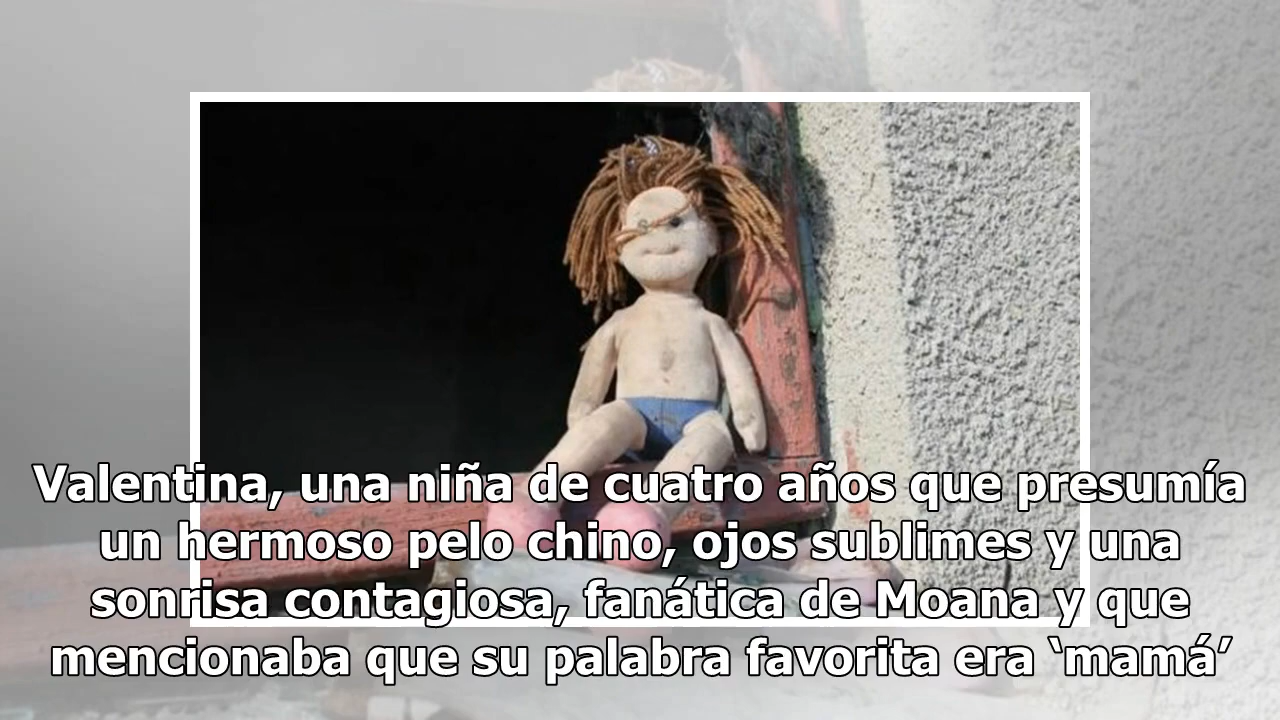 Valentina, una niña de cuatro años que presumía
un hermoso pelo chino, ojos sublimes y una
sonrisa contagiosa, fanática de Moana y que
mencionaba que su palabra favorita era ‘mamá’